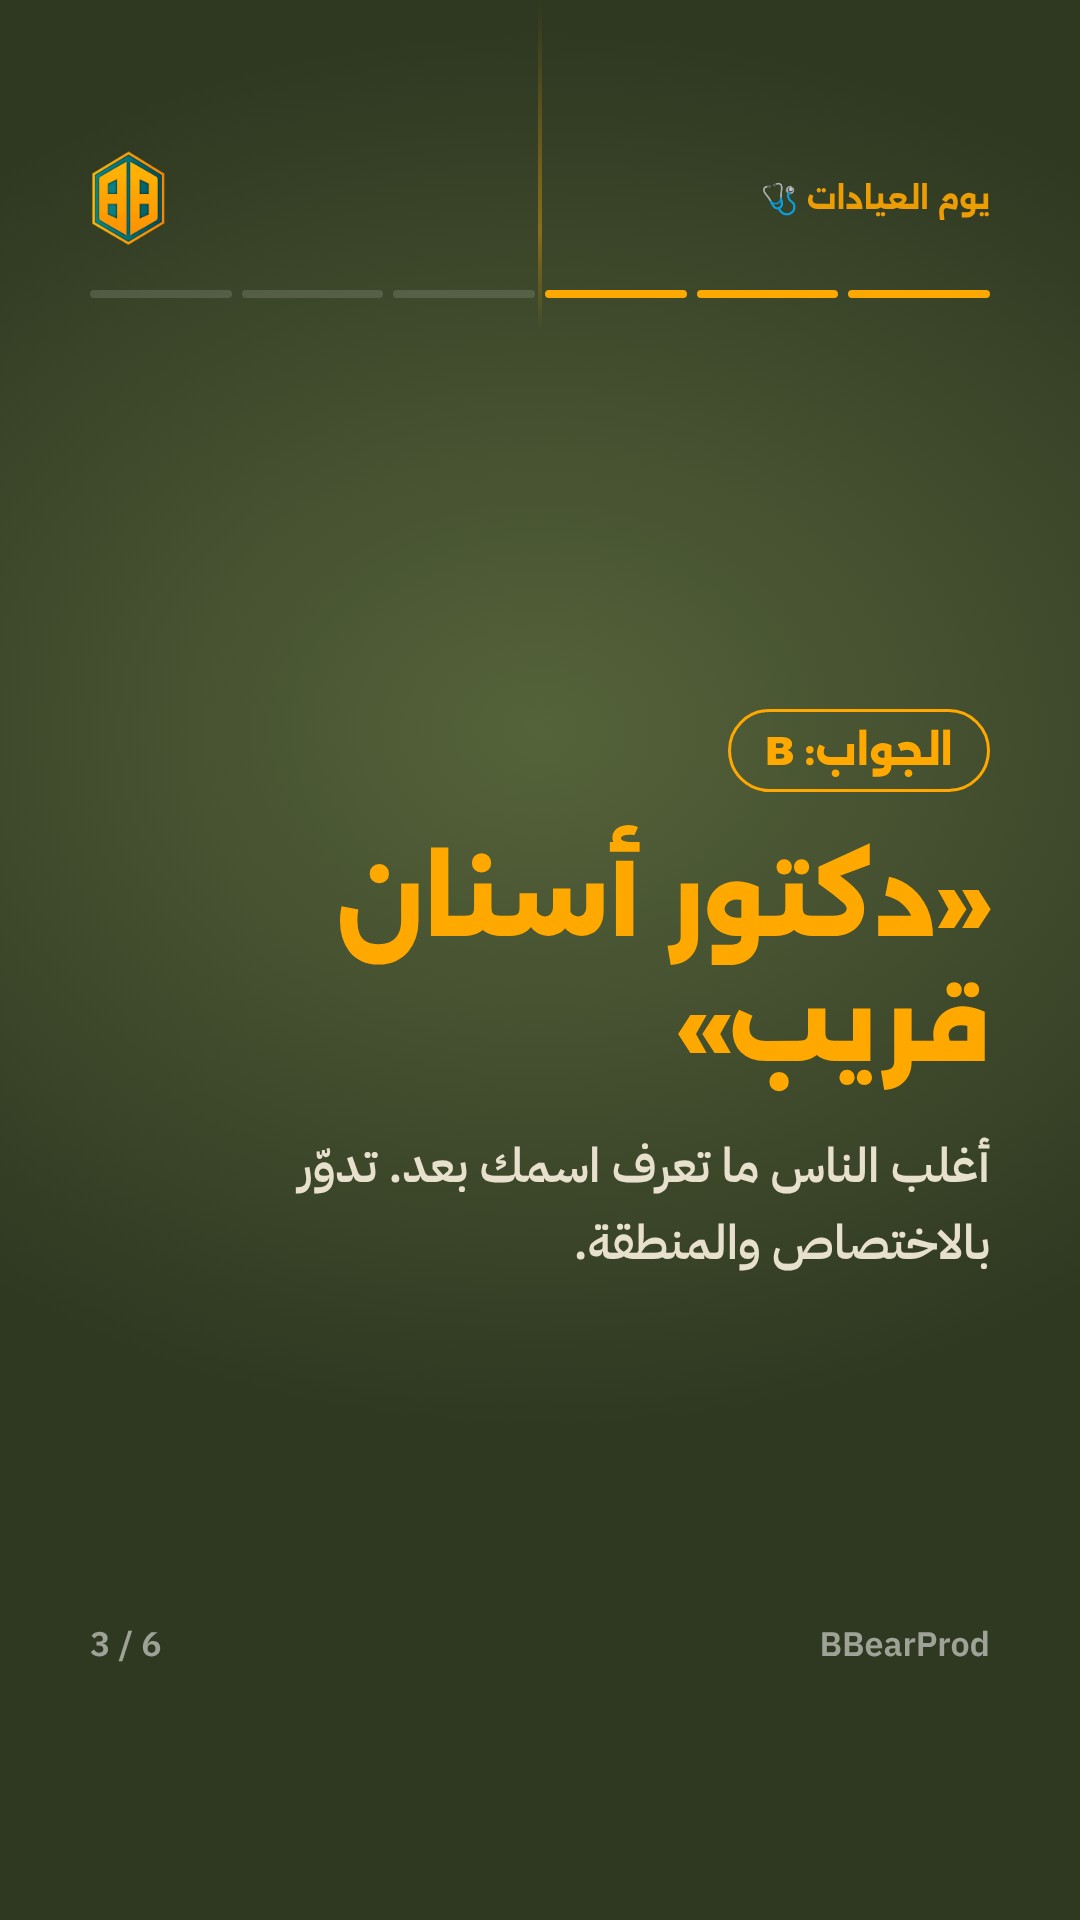 يوم العيادات 🩺
الجواب: B
«دكتور أسنان
قريب»
أغلب الناس ما تعرف اسمك بعد. تدوّر
بالاختصاص والمنطقة.
BBearProd
3 / 6